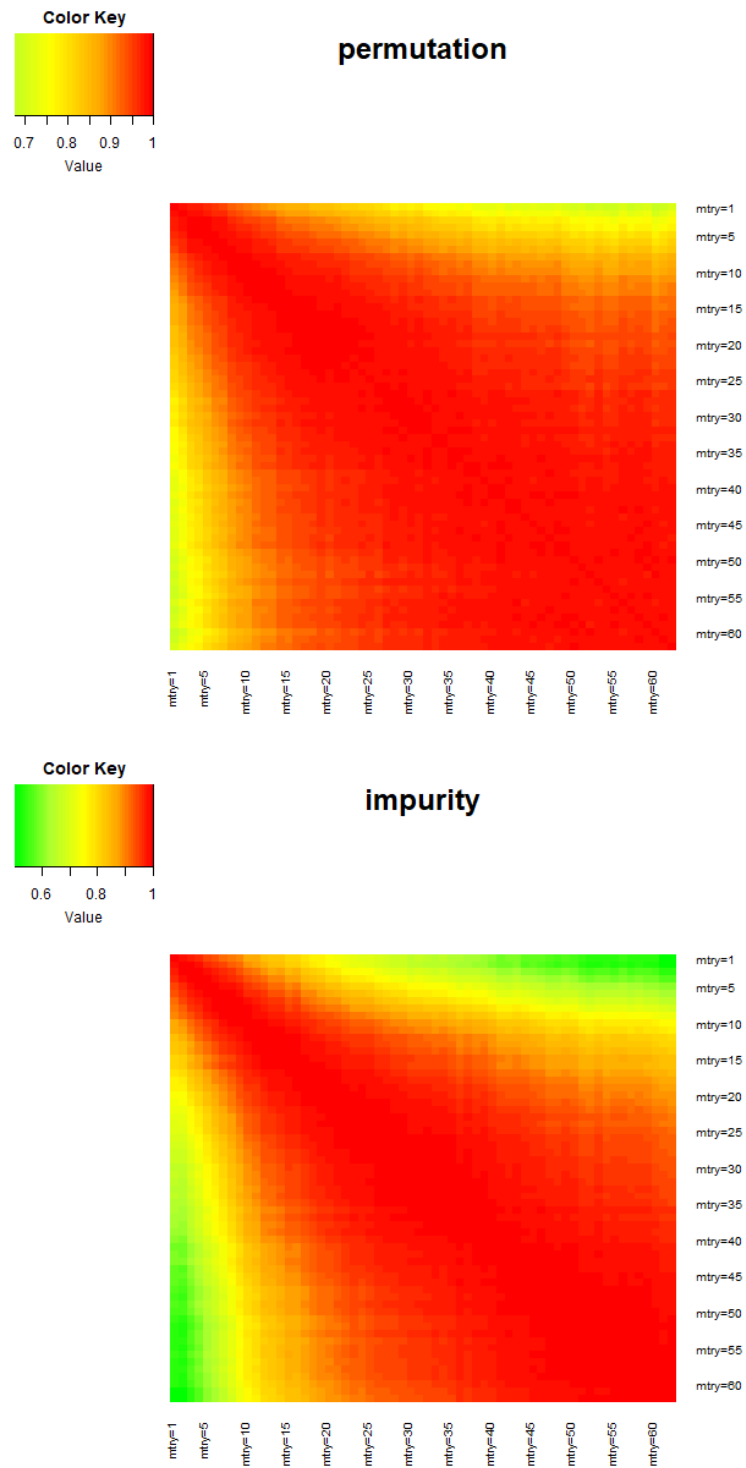 Color Key
permutation
0.7 0.8 0.9 1
Value
mtry=1
mtry=5
mtry=10
mtry=15
mtry=20
mtry=25
mtry=30
mtry=35
mtry=40
mtry=45
mtry=50
mtry=55
mtry=60
mtry=1 mtry=5 mtry=10 mtry=15 mtry=20 mtry=25 mtry=30 mtry=35 mtry=40 mtry=45 mtry=50 mtry=55 mtry=60
Color Key
impurity
0.6 0.8 1
Value
mtry=1
mtry=5
mtry=10
mtry=15
mtry=20
mtry=25
mtry=30
mtry=35
mtry=40
mtry=45
mtry=50
mtry=55
mtry=60
mtry=1 mtry=5 mtry=10 mtry=15 mtry=20 mtry=25 mtry=30 mtry=35 mtry=40 mtry=45 mtry=50 mtry=55 mtry=60